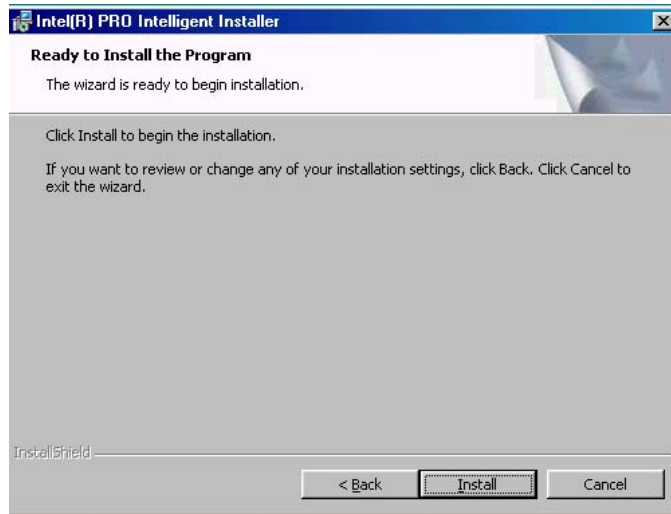 Intel(R) PRO Intelligent Installer
Ready to Install the Program
The wizard is ready to begin installation.
Click Install to begin the installation.
If you want to review or change any of your installation settings, click Back. Click Cancel to
exit the wizard.
InstallShield
< Back
Install
Cancel